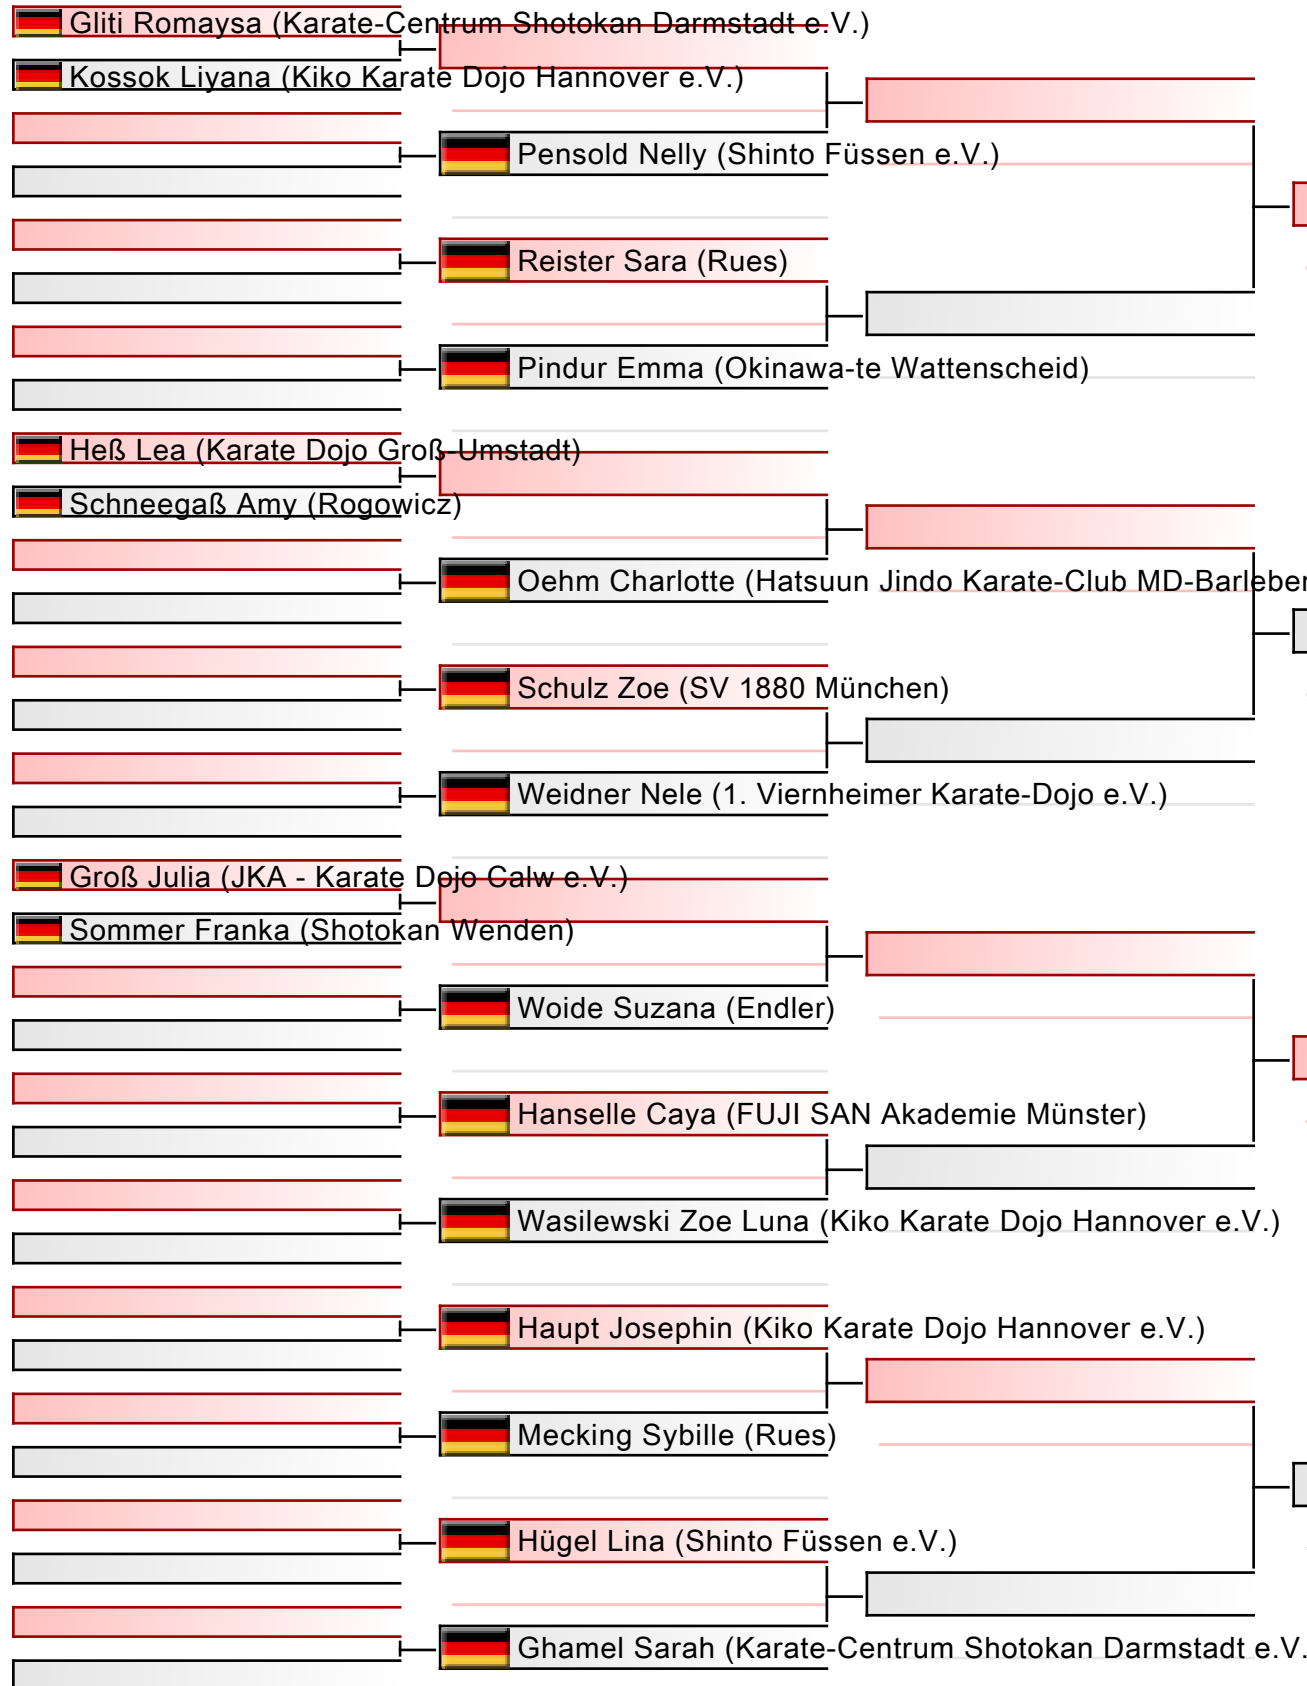 Gliti Romaysa (Karate-Centrum Shotokan Darmstadt e.V.)
Kossok Liyana (Kiko Karate Dojo Hannover e.V.)
Pensold Nelly (Shinto Füssen e.V.)
Reister Sara (Rues)
Pindur Emma (Okinawa-te Wattenscheid)
Heß Lea (Karate Dojo Groß-Umstadt)
Schneegaß Amy (Rogowicz)
Oehm Charlotte (Hatsuun Jindo Karate-Club MD-Barleben
Schulz Zoe (SV 1880 München)
Weidner Nele (1. Viernheimer Karate-Dojo e.V.)
Groß Julia (JKA - Karate Dojo Calw e.V.)
Sommer Franka (Shotokan Wenden)
Woide Suzana (Endler)
Hanselle Caya (FUJI SAN Akademie Münster)
Wasilewski Zoe Luna (Kiko Karate Dojo Hannover e.V.)
Haupt Josephin (Kiko Karate Dojo Hannover e.V.)
Mecking Sybille (Rues)
Hügel Lina (Shinto Füssen e.V.)
Ghamel Sarah (Karate-Centrum Shotokan Darmstadt e.V.